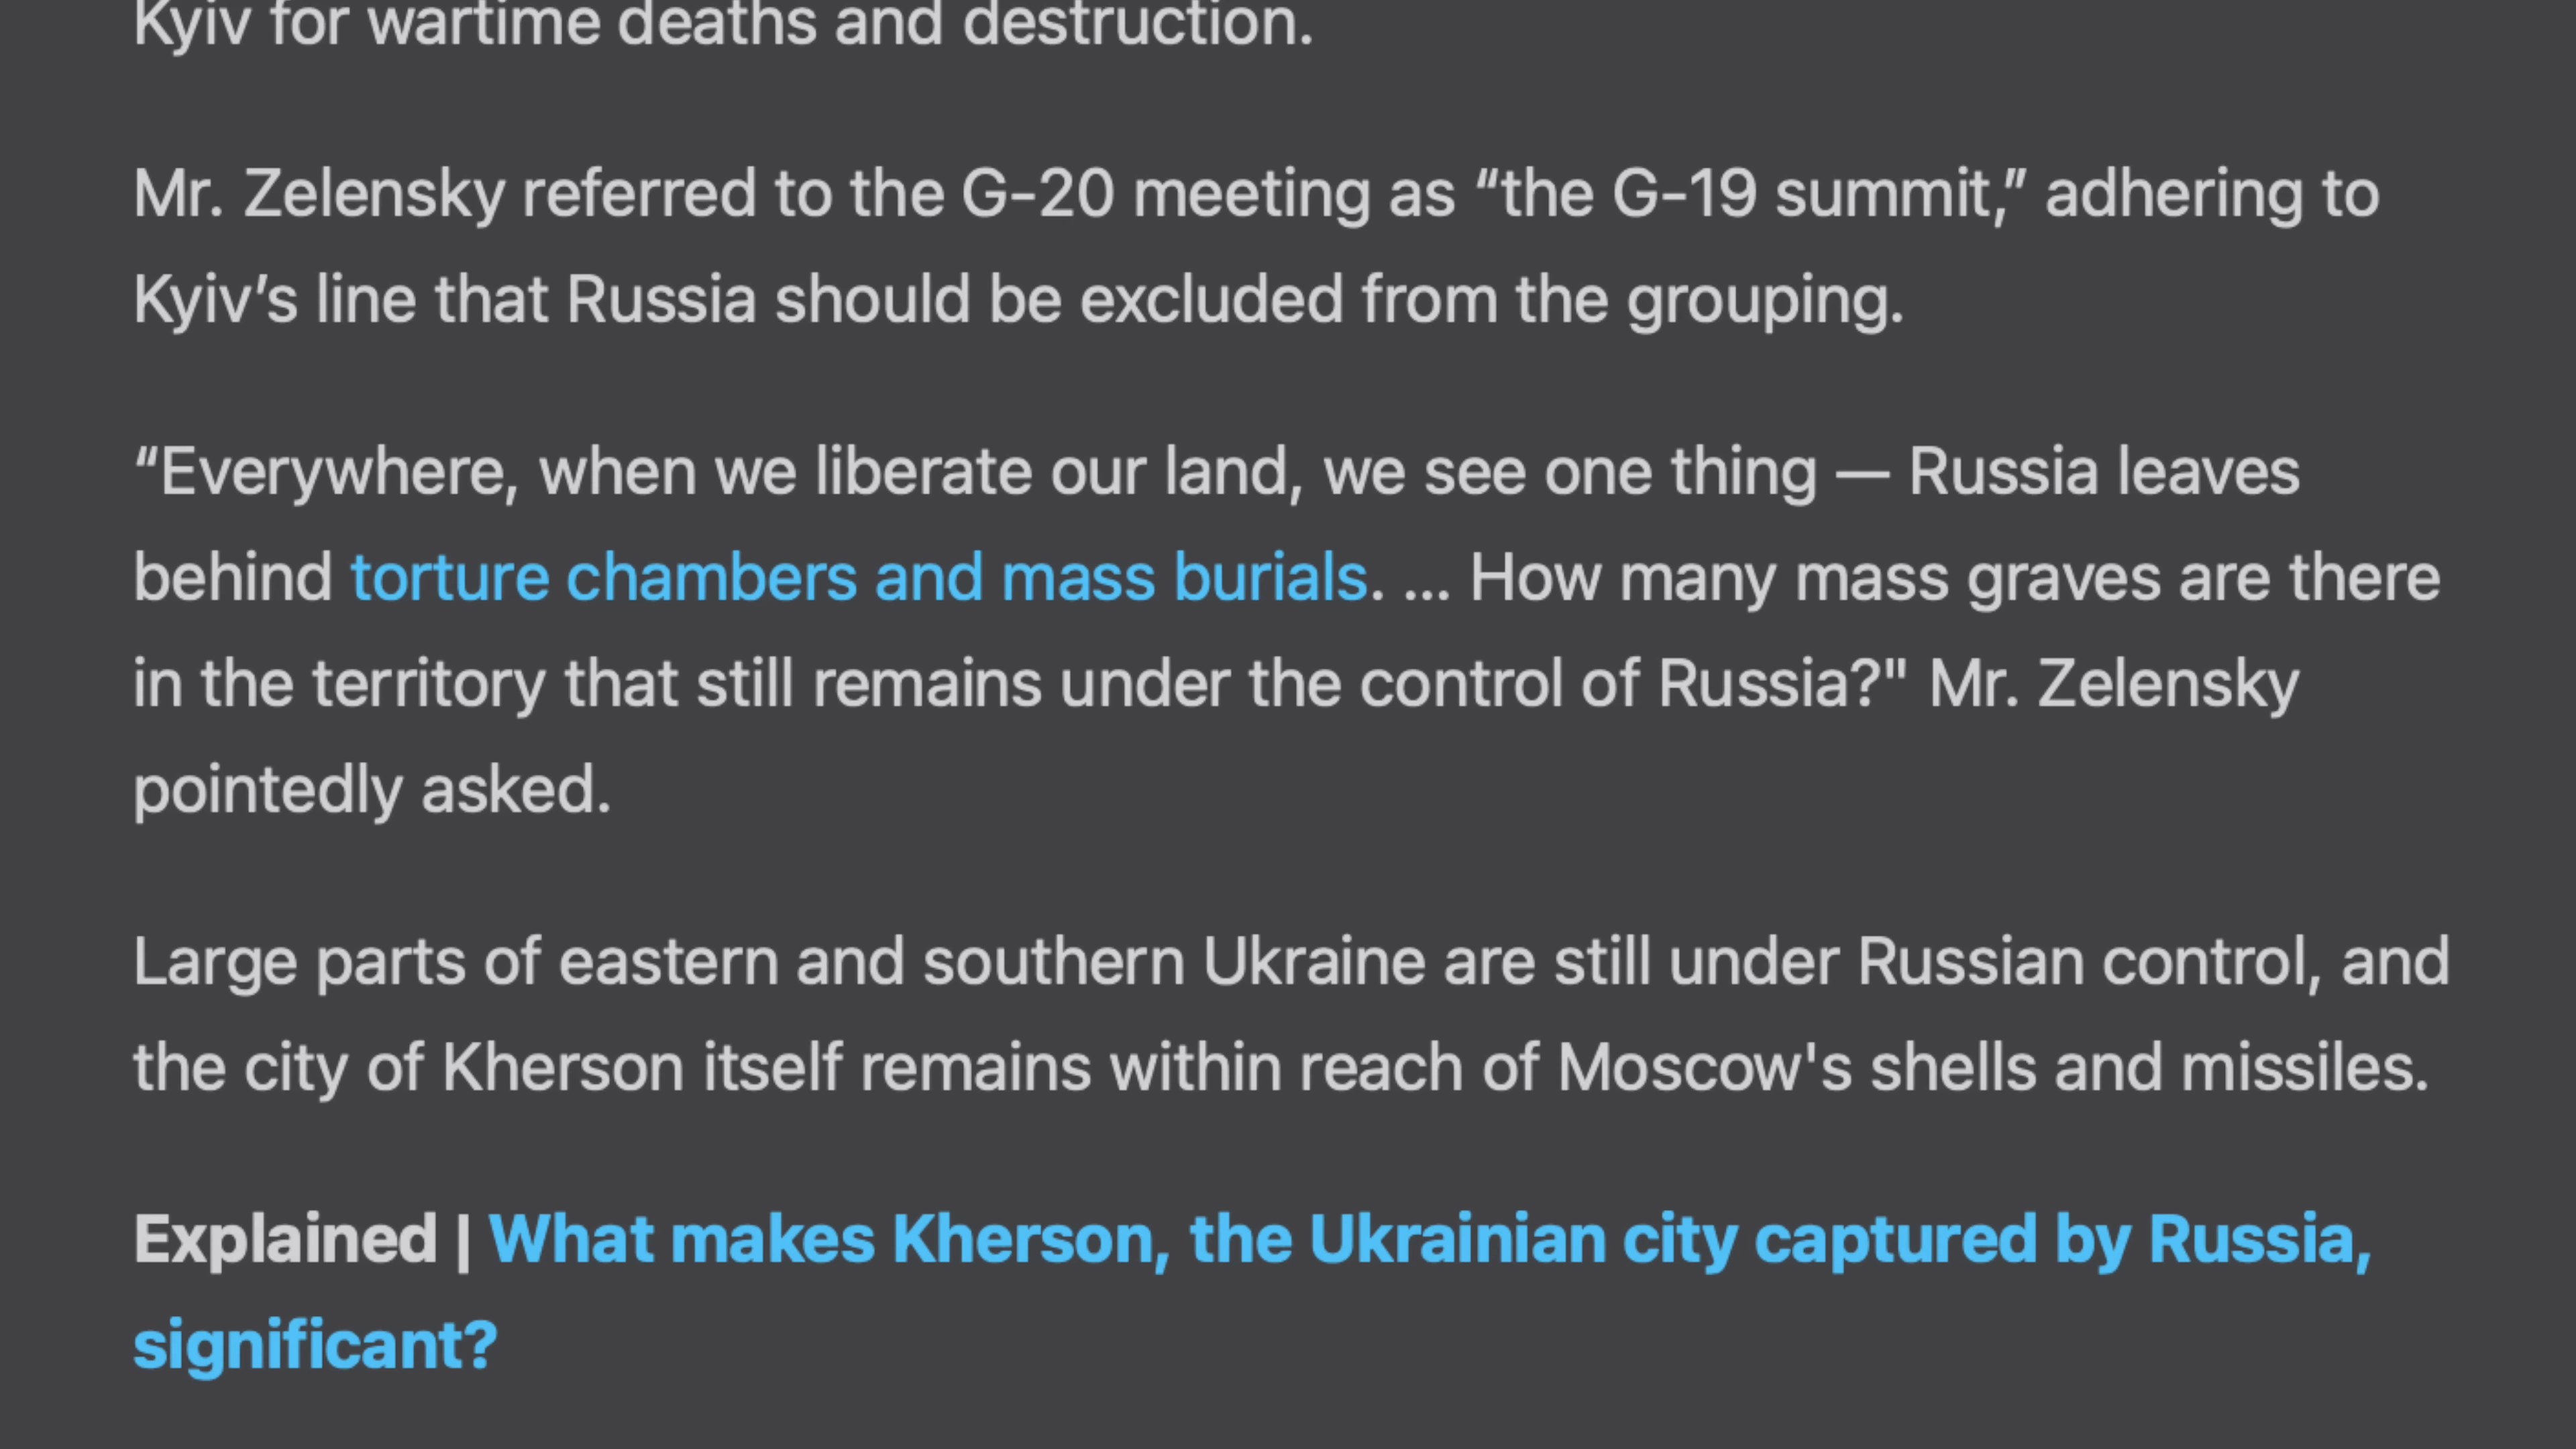 Kyiv for wartime deaths and destruction.
Mr. Zelensky referred to the G-20 meeting as “the G-19 summit,” adhering to
Kyiv’s line that Russia should be excluded from the grouping.
“Everywhere, when we liberate our land, we see one thing — Russia leaves
behind torture chambers and mass burials. ... How many mass graves are there
in the territory that still remains under the control of Russia?" Mr. Zelensky
pointedly asked.
Large parts of eastern and southern Ukraine are still under Russian control, and
the city of Kherson itself remains within reach of Moscow's shells and missiles.
Explained | What makes Kherson, the Ukrainian city captured by Russia,
significant?